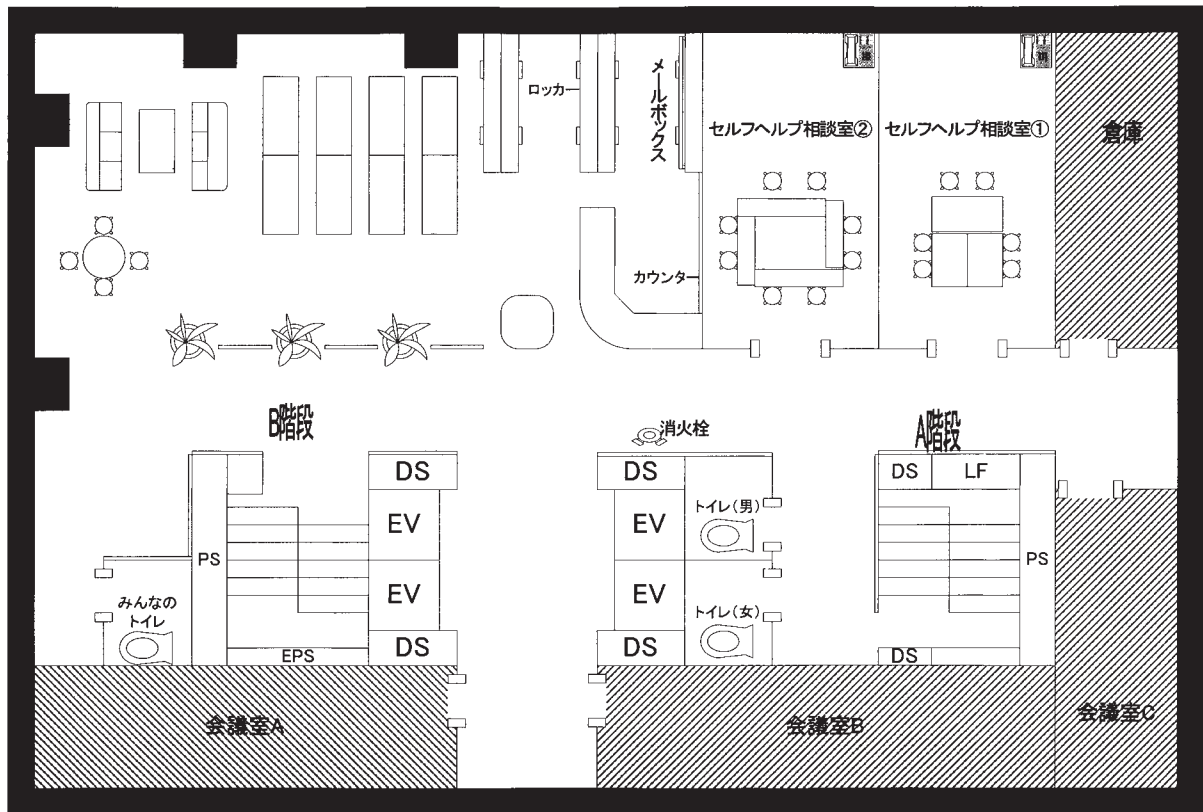 ロッカー
メールボックス
セルフヘルプ相談室②
セルフヘルプ相談室①
倉庫
カウンター
B階段
消火栓
A階段
DS
DS
DS
LF
EV
EV
トイレ(男)
PS
PS
みんなの
トイレ
EV
EV
トイレ(女)
EPS
DS
DS
DS
会議室A
会議室B
会議室C